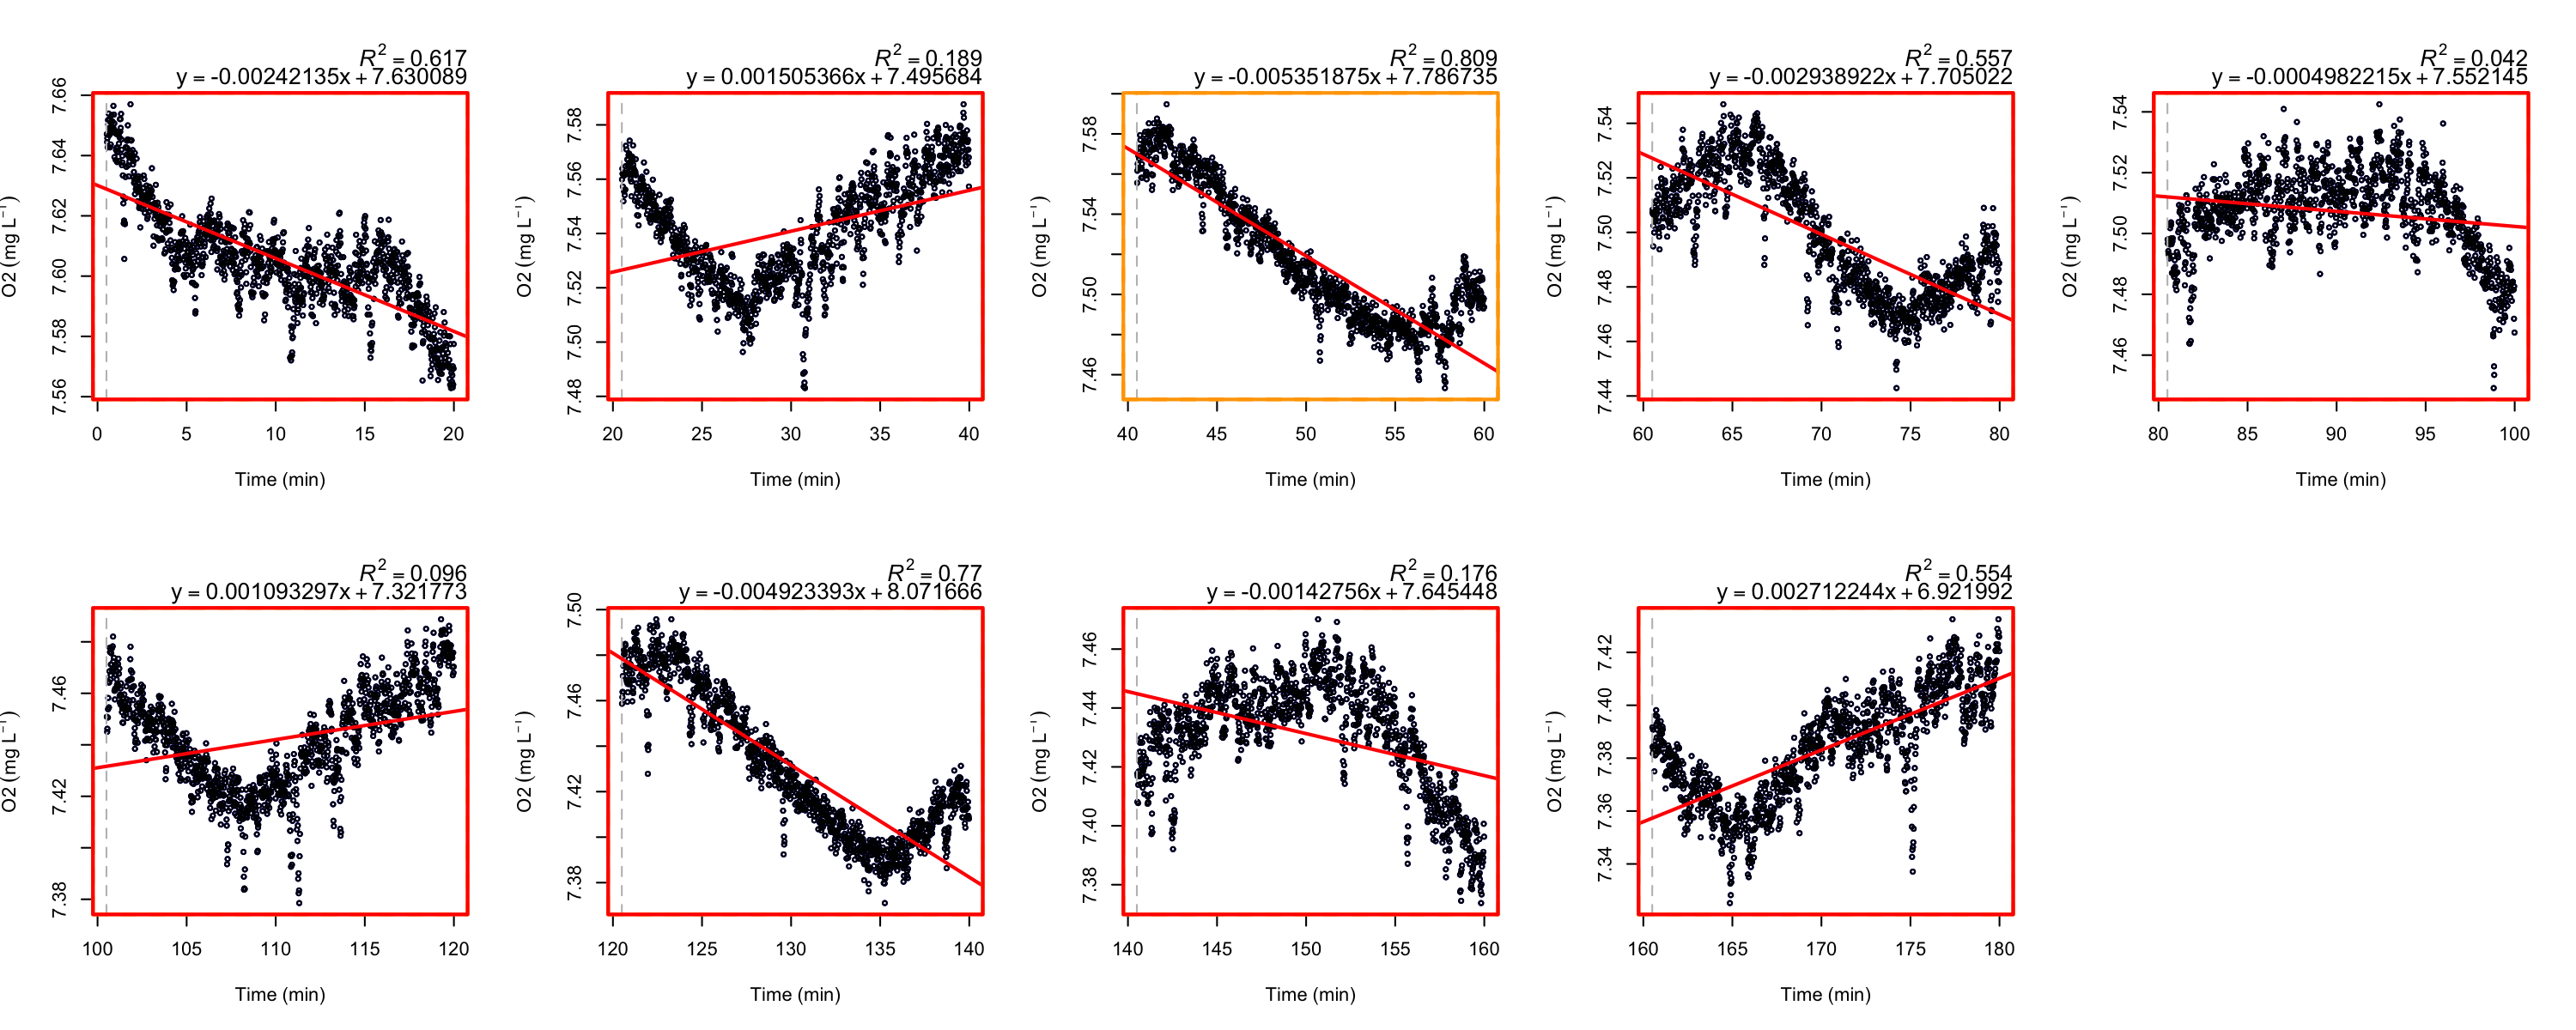 R² = 0.617
y = -0.00242135x + 7.630089
O2 (mg L⁻¹)
7.66
7.64
7.62
7.60
7.58
7.56
0 5 10 15 20
Time (min)
R² = 0.189
y = 0.001505366x + 7.495684
O2 (mg L⁻¹)
7.58
7.56
7.54
7.52
7.50
7.48
20 25 30 35 40
Time (min)
R² = 0.809
y = -0.005351875x + 7.786735
O2 (mg L⁻¹)
7.58
7.54
7.50
7.46
40 45 50 55 60
Time (min)
R² = 0.557
y = -0.002938922x + 7.705022
O2 (mg L⁻¹)
7.54
7.52
7.50
7.48
7.46
7.44
60 65 70 75 80
Time (min)
R² = 0.042
y = -0.0004982215x + 7.552145
O2 (mg L⁻¹)
7.54
7.52
7.50
7.48
7.46
80 85 90 95 100
Time (min)
R² = 0.096
y = 0.001093297x + 7.321773
O2 (mg L⁻¹)
7.46
7.42
7.38
100 105 110 115 120
Time (min)
R² = 0.77
y = -0.004923393x + 8.071666
O2 (mg L⁻¹)
7.50
7.46
7.42
7.38
120 125 130 135 140
Time (min)
R² = 0.176
y = -0.00142756x + 7.645448
O2 (mg L⁻¹)
7.46
7.44
7.42
7.40
7.38
140 145 150 155 160
Time (min)
R² = 0.554
y = 0.002712244x + 6.921992
O2 (mg L⁻¹)
7.42
7.40
7.38
7.36
7.34
160 165 170 175 180
Time (min)